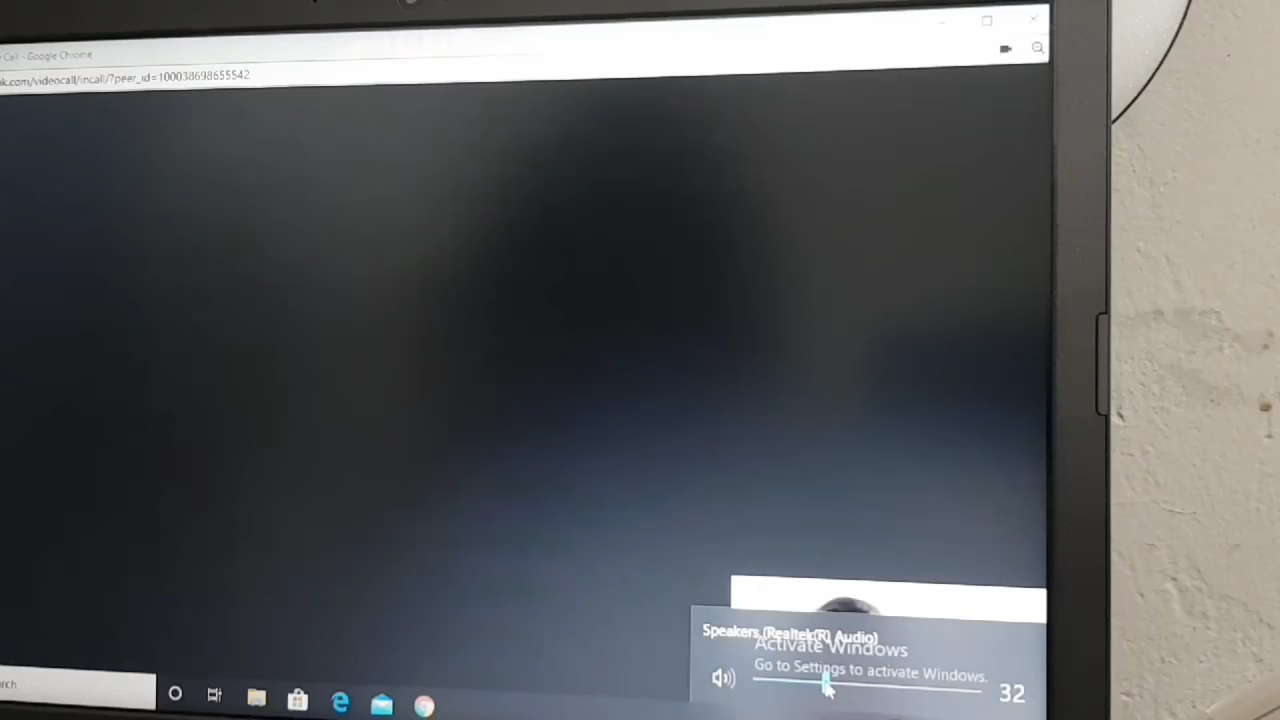 Call - Google Chrome
ok.com/videocall/incall/?peer_id=100038698655542
Speakers (Realtek(R) Audio)
Activate Windows
Go to Settings to activate Windows.
32
rch